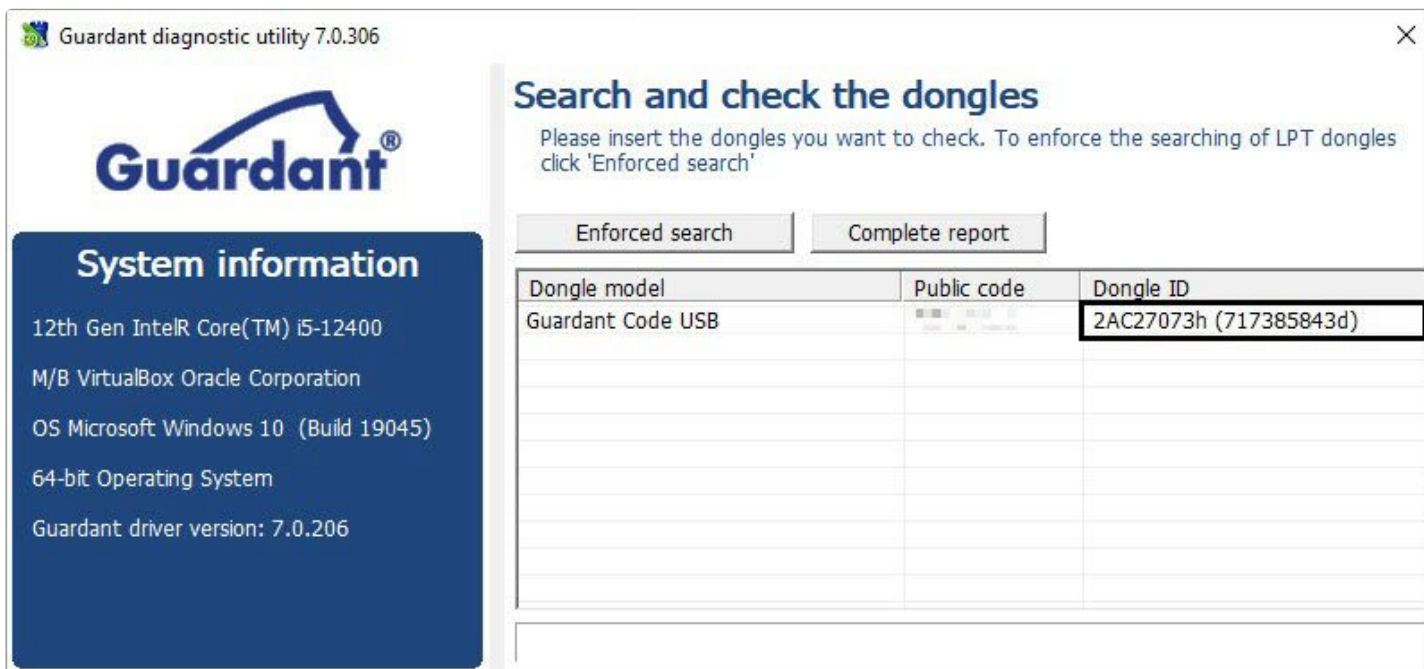 Guardant diagnostic utility 7.0.306
Guardant®
System information
12th Gen IntelR Core(TM) i5-12400
M/B VirtualBox Oracle Corporation
OS Microsoft Windows 10 (Build 19045)
64-bit Operating System
Guardant driver version: 7.0.206
Search and check the dongles
Please insert the dongles you want to check. To enforce the searching of LPT dongles
click 'Enforced search'
Enforced search Complete report
Dongle model Public code Dongle ID
Guardant Code USB 2AC27073h (717385843d)